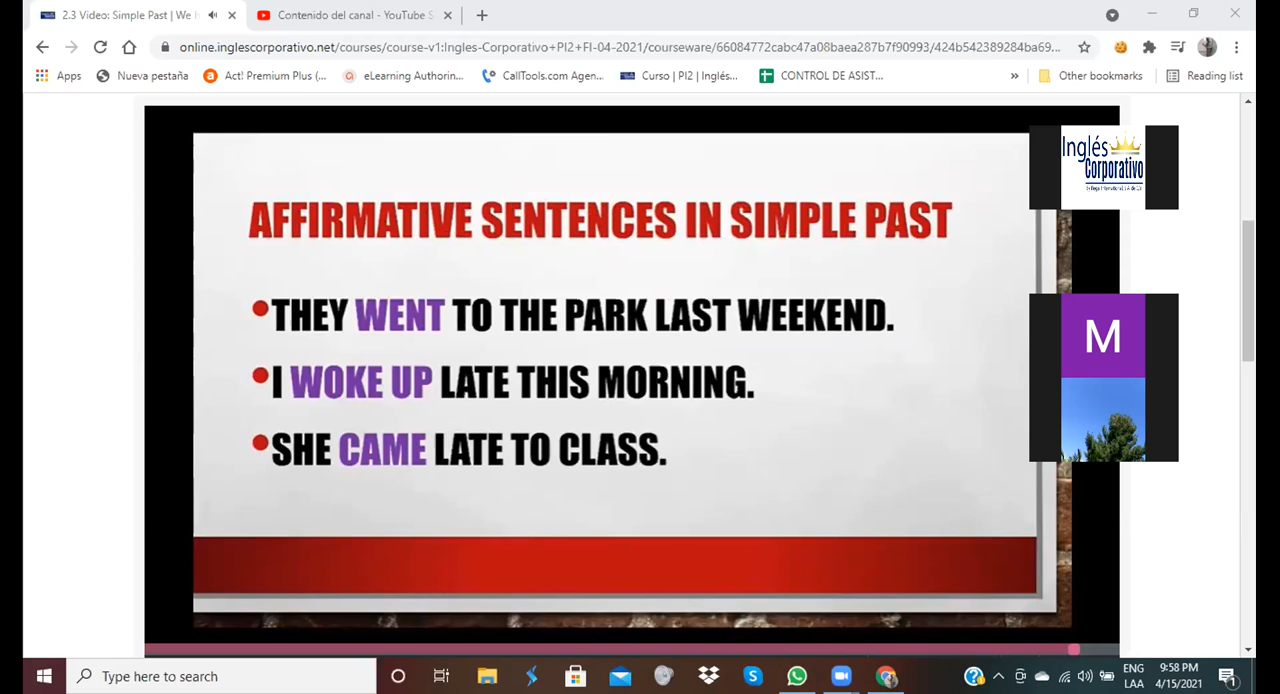 2.3 Video: Simple Past | We l
Contenido del canal - YouTube S
online.inglescorporativo.net/courses/course-v1:Ingles-Corporativo+PI2+FI-04-2021/courseware/66084772cabc47a08baea287b7f90993/424b542389284ba69...
Apps
Nueva pestaña
Act! Premium Plus (...
eLearning Authorin...
CallTools.com Agen...
Curso | PI2 | Inglés...
CONTROL DE ASIST...
»
Other bookmarks
Reading list
Inglés
Corporativo
AFFIRMATIVE SENTENCES IN SIMPLE PAST
•THEY WENT TO THE PARK LAST WEEKEND.
•I WOKE UP LATE THIS MORNING.
•SHE CAME LATE TO CLASS.
M
Type here to search
ENG
LAA
9:58 PM
4/15/2021
1